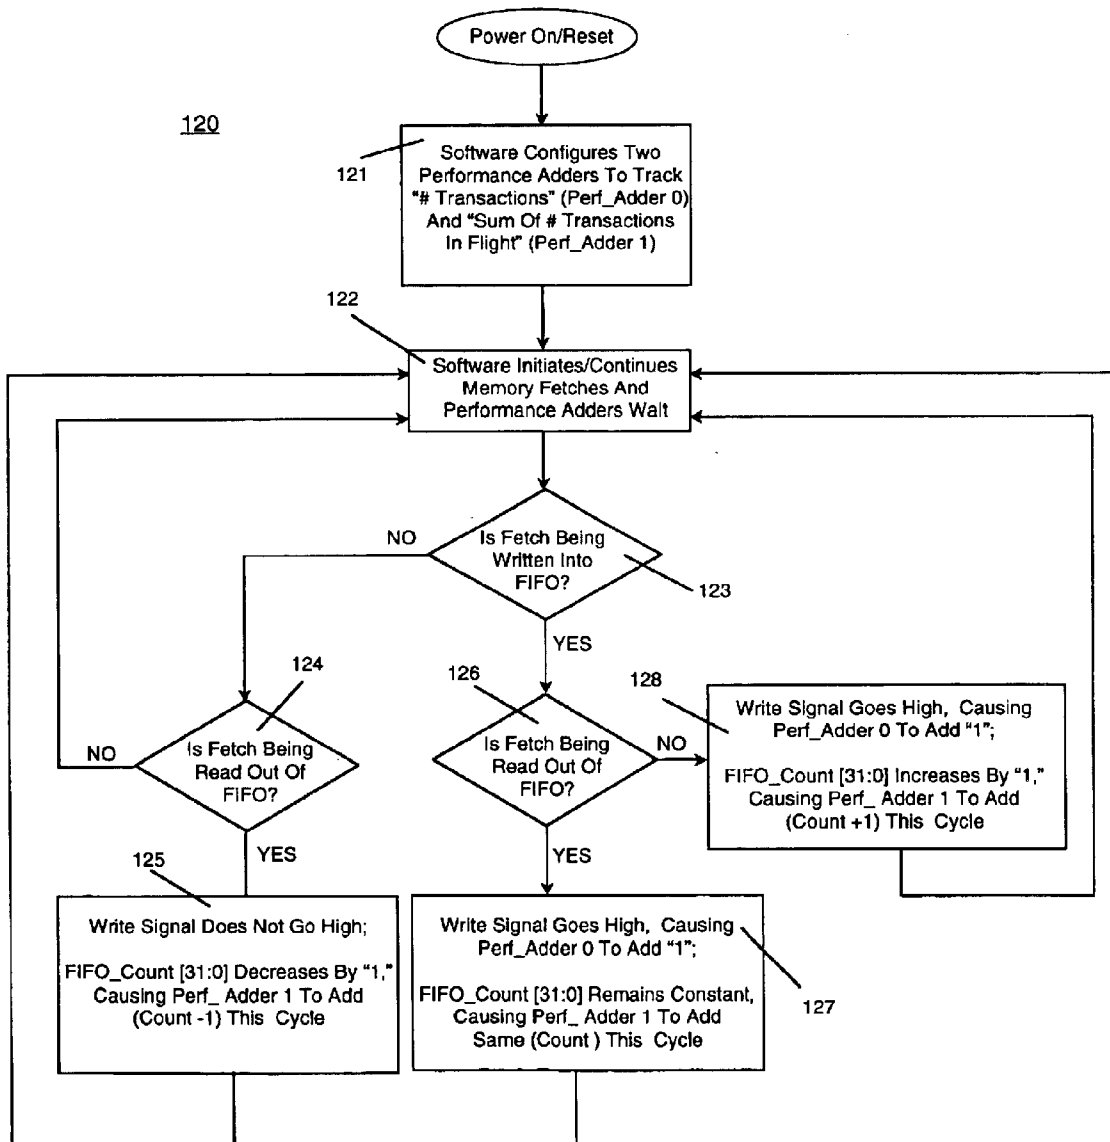 Power On/Reset
120
121
Software Configures Two
Performance Adders To Track
"# Transactions" (Perf_Adder 0)
And "Sum Of # Transactions
In Flight" (Perf_Adder 1)
122
Software Initiates/Continues
Memory Fetches And
Performance Adders Wait
NO
Is Fetch Being
Written Into
FIFO?
123
YES
124
NO
Is Fetch Being
Read Out Of
FIFO?
YES
126
Is Fetch Being
Read Out Of
FIFO?
NO
YES
128
Write Signal Goes High, Causing
Perf_Adder 0 To Add "1";
FIFO_Count [31:0] Increases By "1,"
Causing Perf_ Adder 1 To Add
(Count +1) This Cycle
125
Write Signal Does Not Go High;
FIFO_Count [31:0] Decreases By "1,"
Causing Perf_ Adder 1 To Add
(Count -1) This Cycle
Write Signal Goes High, Causing
Perf_Adder 0 To Add "1";
FIFO_Count [31:0] Remains Constant,
Causing Perf_ Adder 1 To Add
Same (Count ) This Cycle
127